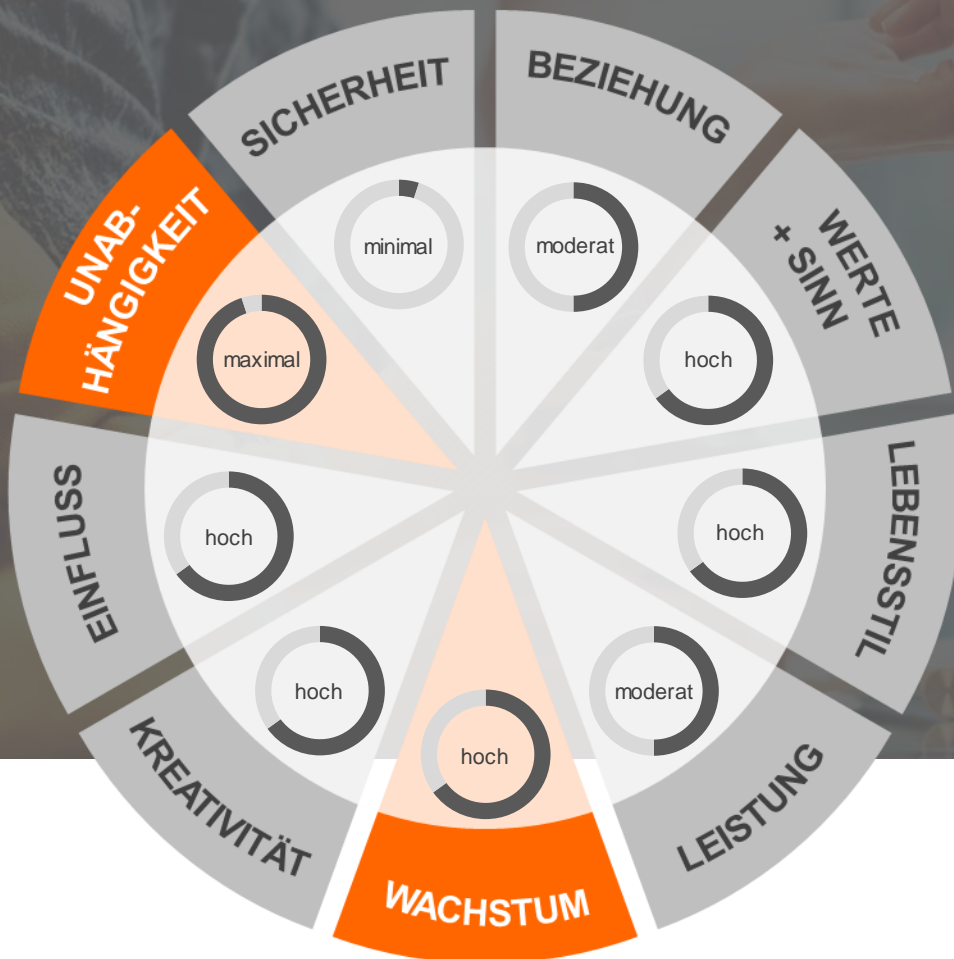 SICHERHEIT
minimal
BEZIEHUNG
moderat
WERTE
+ SINN
hoch
LEBENSSTIL
hoch
LEISTUNG
moderat
WACHSTUM
hoch
KREATIVITÄT
hoch
EINFLUSS
hoch
UNAB-
HÄNGIGKEIT
maximal